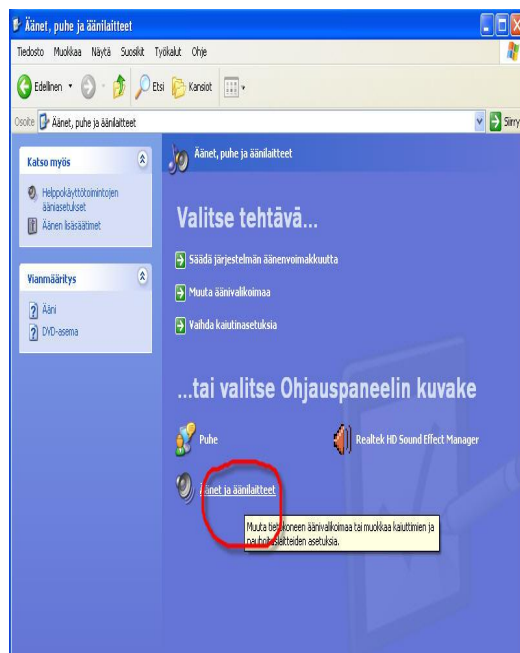 Äänet, puhe ja äänilaitteet
Tiedosto Muokkaa Näytä Suosikit Työkalut Ohje
Edellinen Etsi Kansiot
Osoite Äänet, puhe ja äänilaitteet Siirry
Katso myös
Helppokäyttötoimintojen
ääniasetukset
Äänen lisäsäätimet
Vianmääritys
Ääni
DVD-asema
Äänet, puhe ja äänilaitteet
Valitse tehtävä...
Säädä järjestelmän äänenvoimakkuutta
Muuta äänivalikoimaa
Vaihda kaiutinasetuksia
...tai valitse Ohjauspaneelin kuvake
Puhe
Realtek HD Sound Effect Manager
Äänet ja äänilaitteet
Muuta tietokoneen äänivalikoimaa tai muokkaa kaiuttimien ja
nauhoituslaitteiden asetuksia.